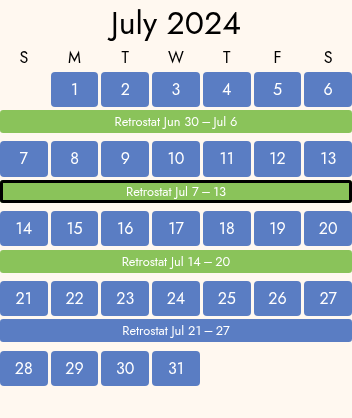 July 2024
S M T W T F S
1 2 3 4 5 6
Retrostat Jun 30 – Jul 6
7 8 9 10 11 12 13
Retrostat Jul 7 – 13
14 15 16 17 18 19 20
Retrostat Jul 14 – 20
21 22 23 24 25 26 27
Retrostat Jul 21 – 27
28 29 30 31